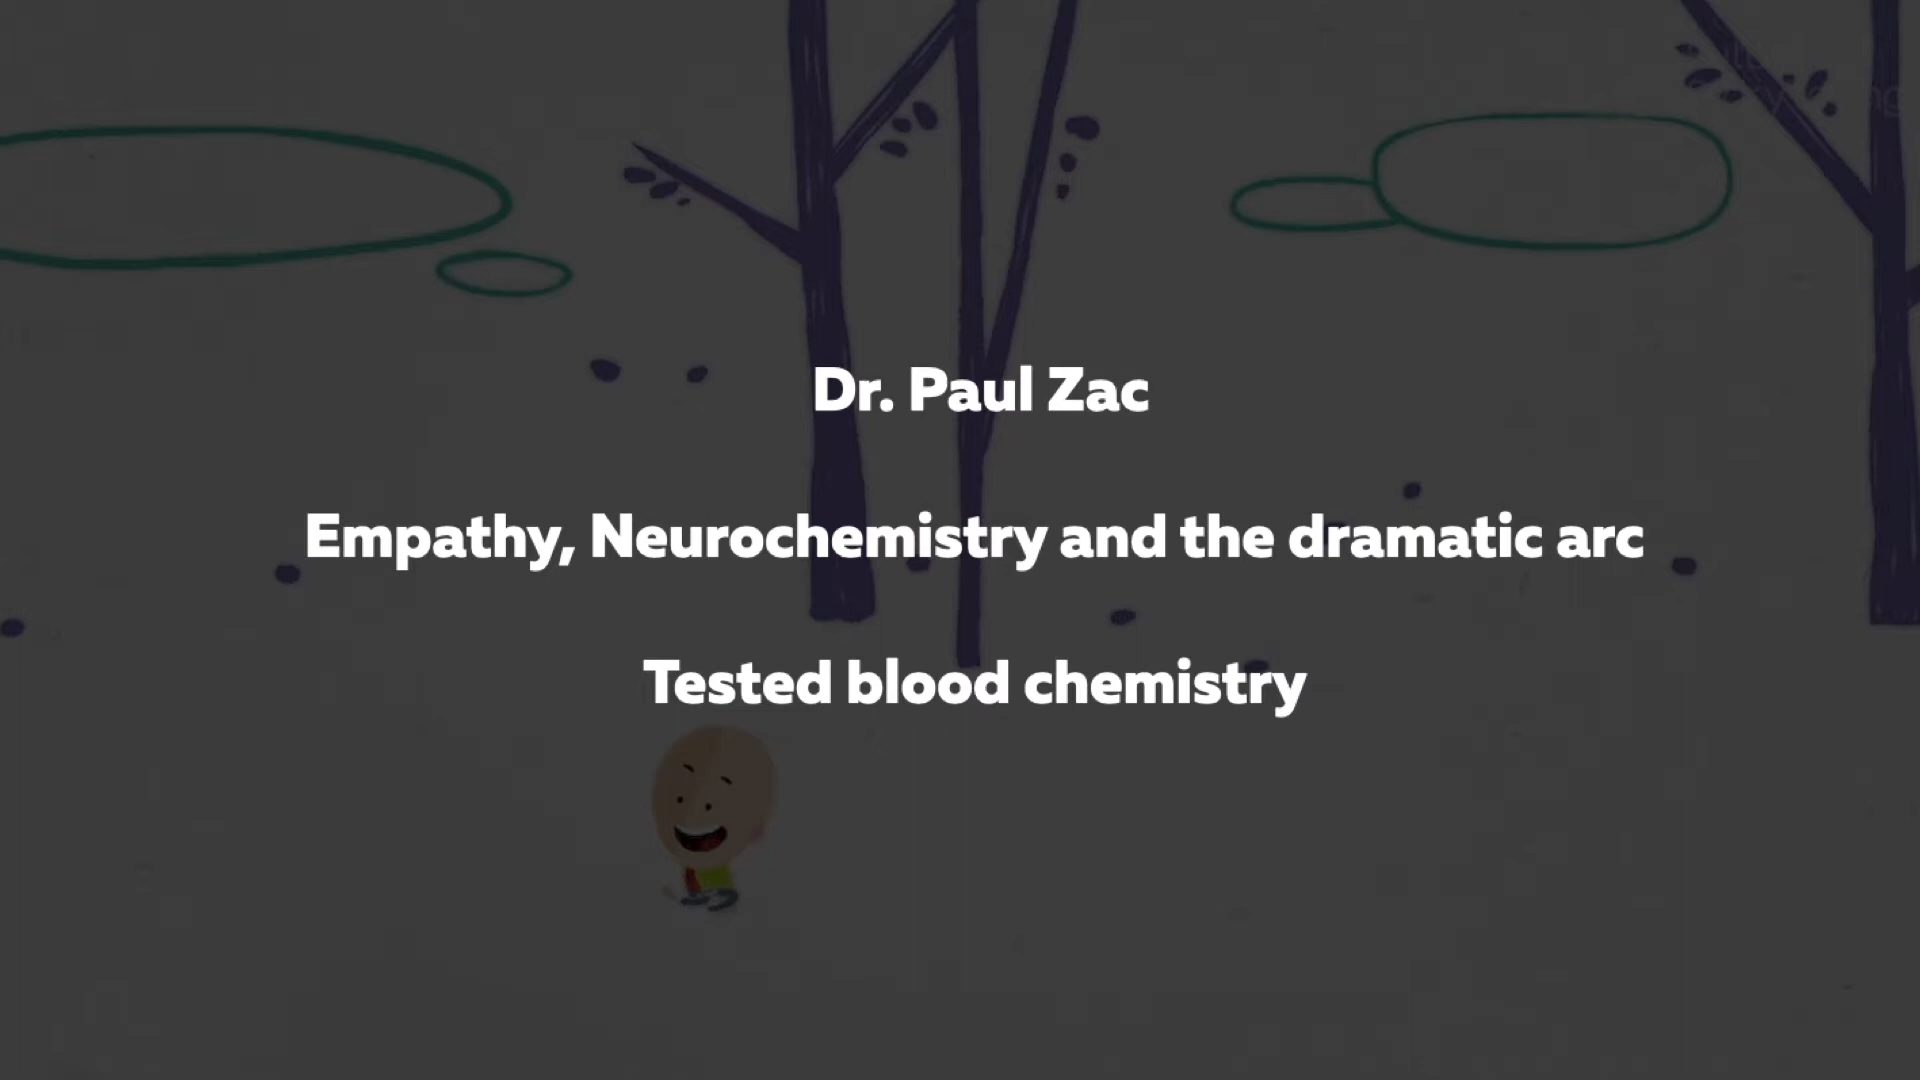 Dr. Paul Zac
Empathy, Neurochemistry and the dramatic arc
Tested blood chemistry